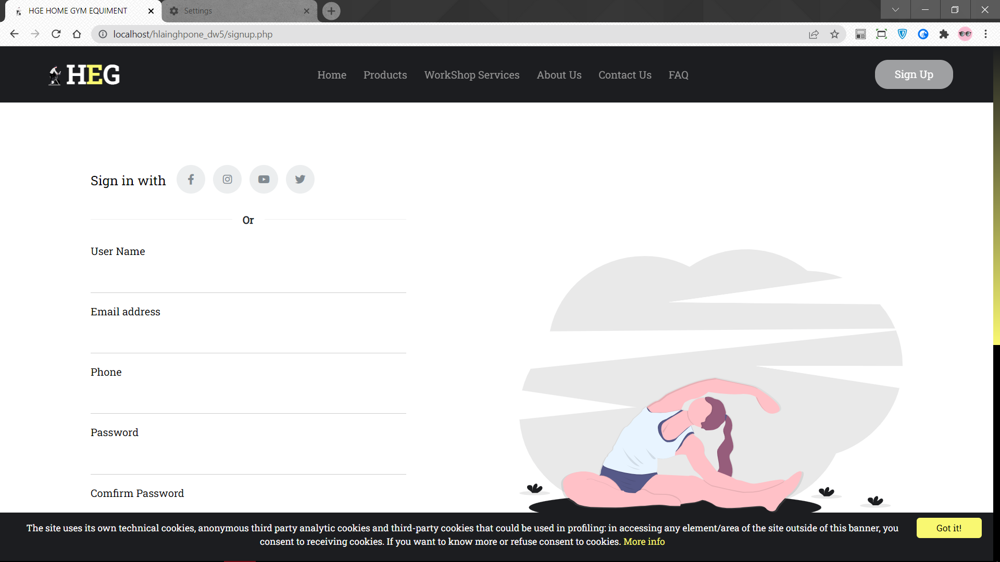 HGE HOME GYM EQUIMENT
Settings
localhost/hlainghpone_dw5/signup.php
HEG
Home Products WorkShop Services About Us Contact Us FAQ
Sign Up
Sign in with
Or
User Name
Email address
Phone
Password
Comfirm Password
The site uses its own technical cookies, anonymous third party analytic cookies and third-party cookies that could be used in profiling: in accessing any element/area of the site outside of this banner, you
consent to receiving cookies. If you want to know more or refuse consent to cookies. More info
Got it!